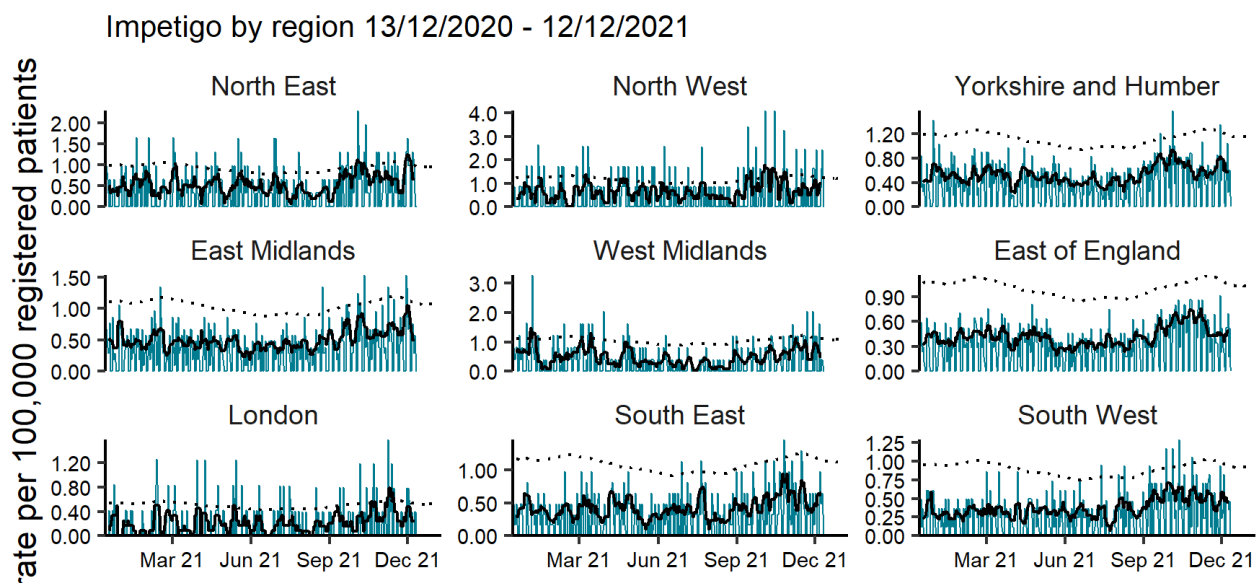 Impetigo by region 13/12/2020 - 12/12/2021
rate per 100,000 registered patients
North East
2.00
1.50
1.00
0.50
0.00
North West
4.0
3.0
2.0
1.0
0.0
Yorkshire and Humber
1.20
0.80
0.40
0.00
East Midlands
1.50
1.00
0.50
0.00
West Midlands
3.0
2.0
1.0
0.0
East of England
0.90
0.60
0.30
0.00
London
1.20
0.80
0.40
0.00
Mar 21 Jun 21 Sep 21 Dec 21
South East
1.00
0.50
0.00
Mar 21 Jun 21 Sep 21 Dec 21
South West
1.25
1.00
0.75
0.50
0.25
0.00
Mar 21 Jun 21 Sep 21 Dec 21